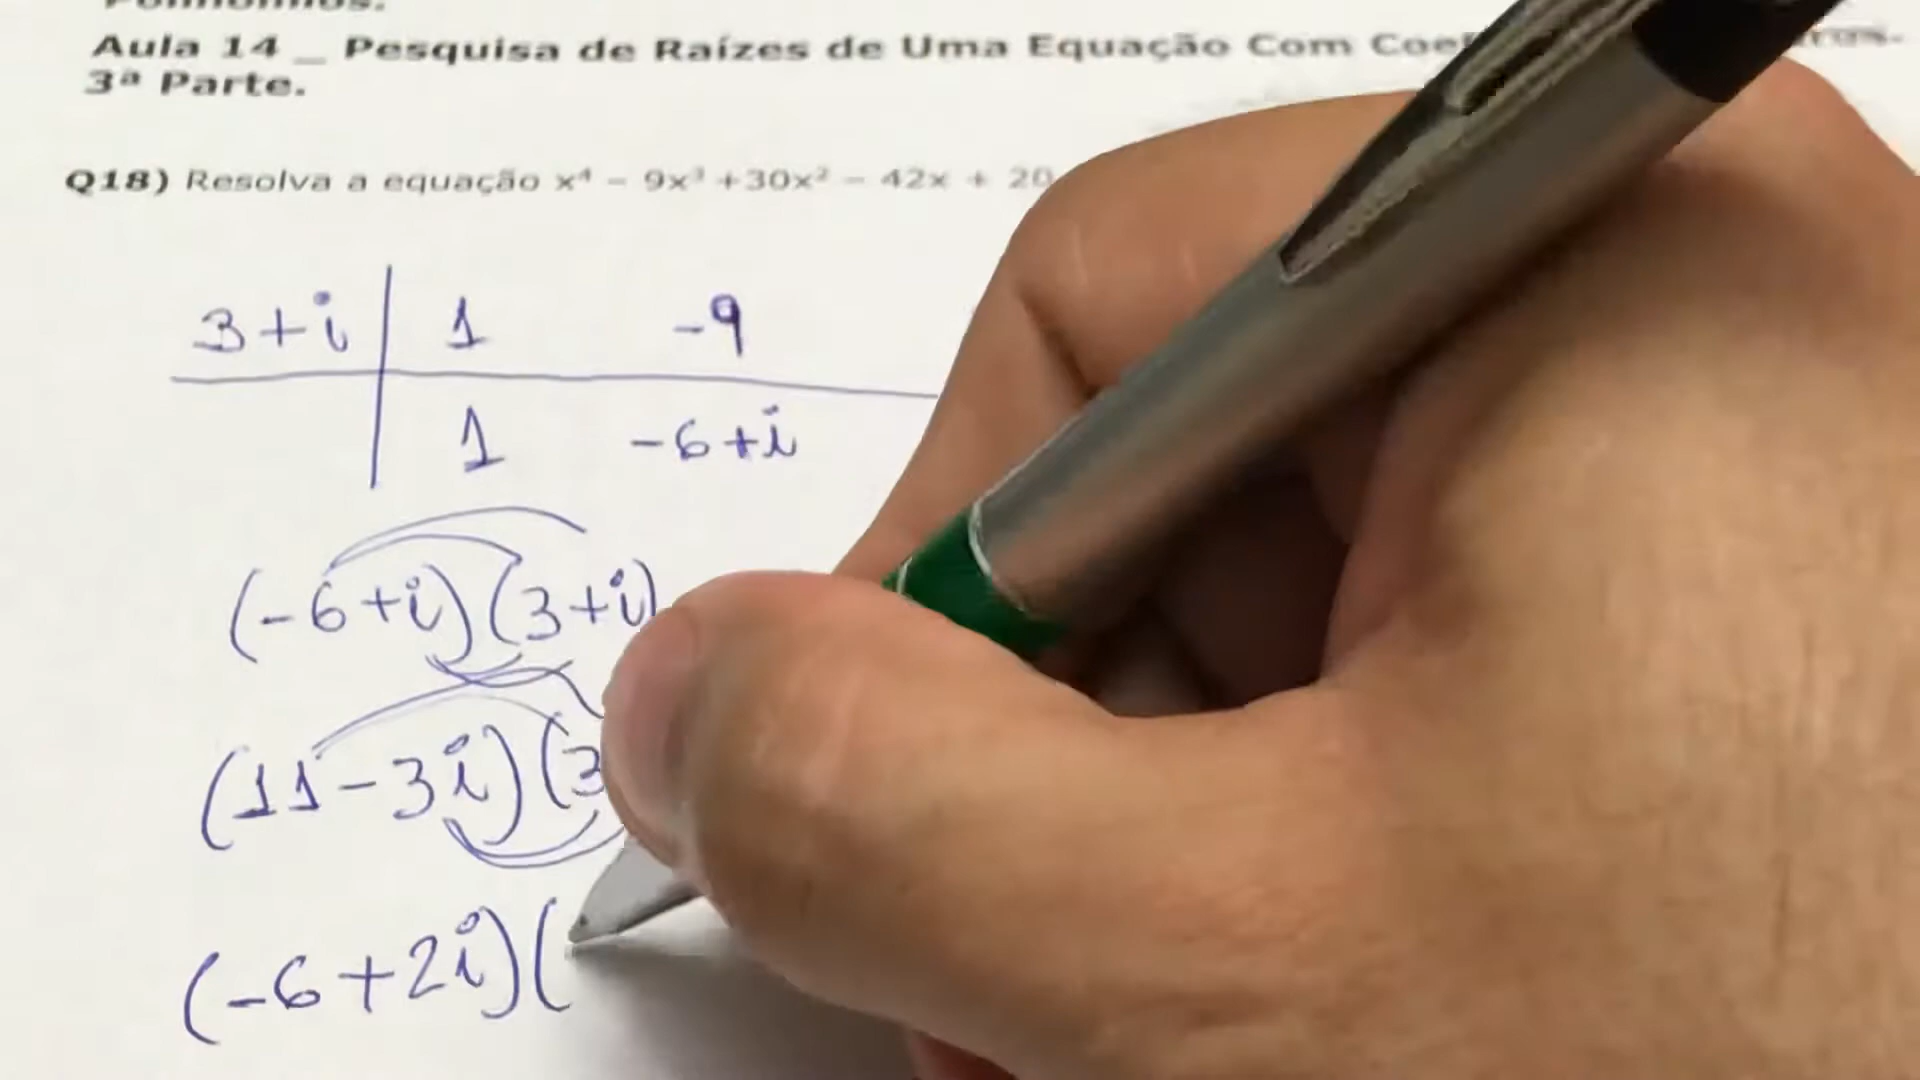 Aula 14 _ Pesquisa de Raízes de Uma Equação Com
3ª Parte.
Q18) Resolva a equação x⁴ - 9x³ +30x² - 42x + 20
3+i 1 -9
1 -6+i
(-6+i)(3+i)
(11-3i)(3
(-6+2i)(